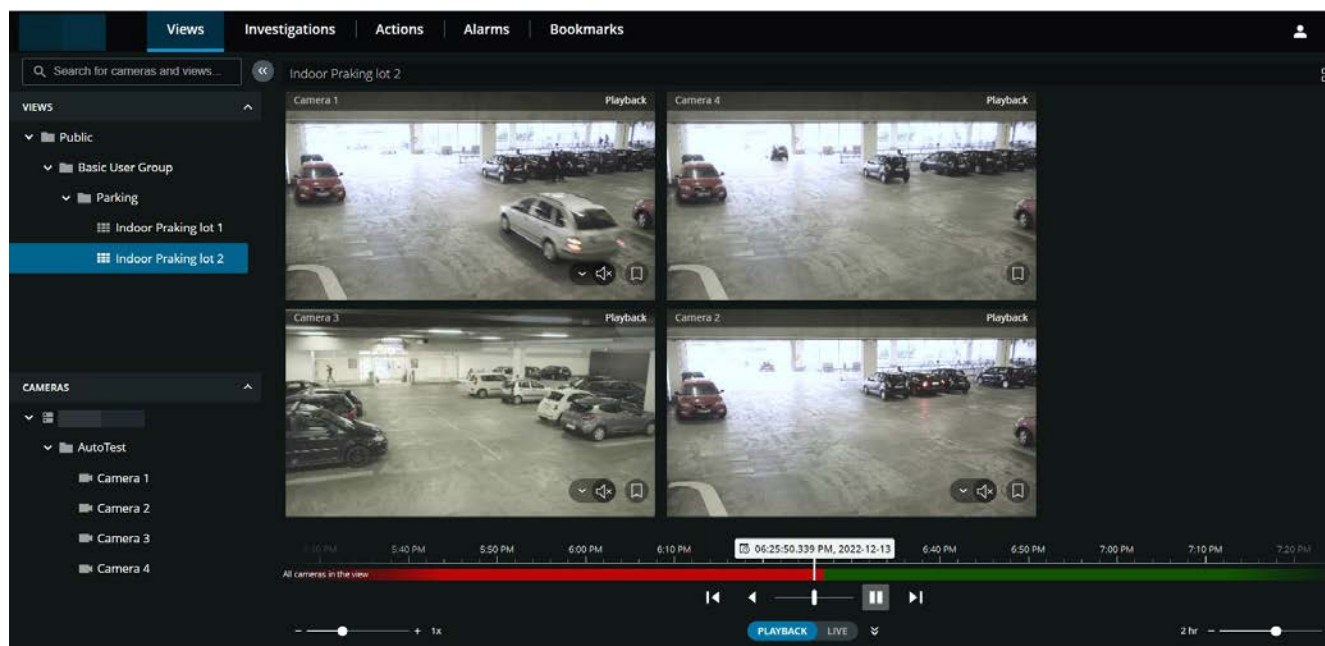 Views Investigations Actions Alarms Bookmarks
Search for cameras and views...
Indoor Praking lot 2
VIEWS
Public
Basic User Group
Parking
Indoor Praking lot 1
Indoor Praking lot 2
CAMERAS
AutoTest
Camera 1
Camera 2
Camera 3
Camera 4
Camera 1 Playback
Camera 4 Playback
Camera 3 Playback
Camera 2 Playback
5:40 PM 5:50 PM 6:00 PM 6:10 PM 06:25:50.339 PM, 2022-12-13 6:40 PM 6:50 PM 7:00 PM 7:10 PM 7:20 PM
All cameras in the view
- + 1x
PLAYBACK LIVE
2 hr -